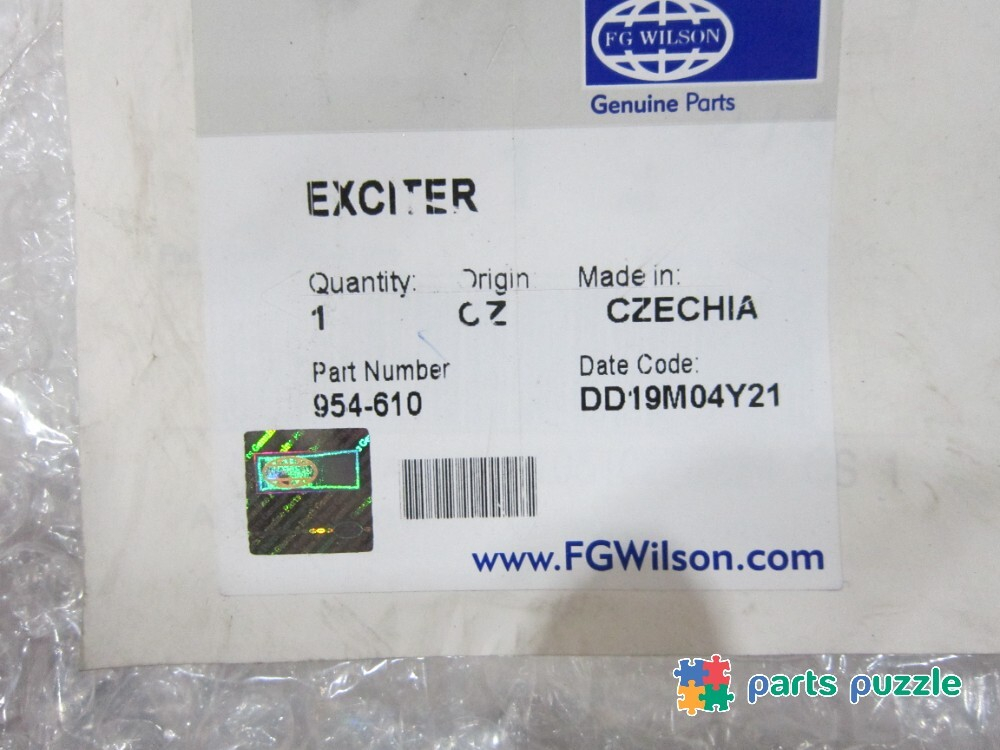 FG WILSON
Genuine Parts
EXCITER
Quantity: Origin Made in:
1 CZ CZECHIA
Part Number Date Code:
954-610 DD19M04Y21
www.FGWilson.com
parts puzzle